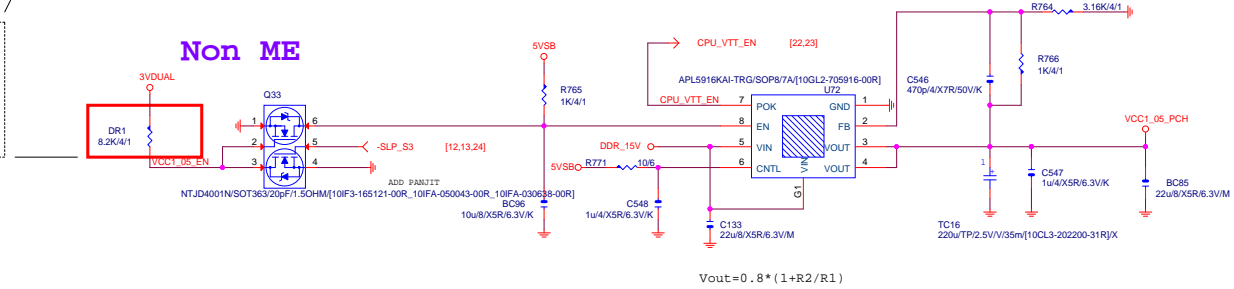 Non ME
3VDUAL
DR1
8.2K/4/1
VCC1_05_EN
Q33
1
2
3
6
5
4
-SLP_S3
[12,13,24]
ADD PANJIT
NTJD4001N/SOT363/20pF/1.5OHM/[10IF3-165121-00R_10IFA-050043-00R_10IFA-030638-00R]
5VSB
R765
1K/4/1
BC96
10u/8/X5R/6.3V/K
CPU_VTT_EN
[22,23]
APL5916KAI-TRG/SOP8/7A/[10GL2-705916-00R]
U72
CPU_VTT_EN
7
POK
GND
1
8
EN
FB
2
DDR_15V
5
VIN
VOUT
3
5VSB
R771
10/6
6
CNTL
VOUT
4
VIN
G1
C548
1u/4/X5R/6.3V/K
C133
22u/8/X5R/6.3V/M
R764
3.16K/4/1
R766
1K/4/1
C546
470p/4/X7R/50V/K
VCC1_05_PCH
1
+
TC16
220u/TP/2.5V/V/35m/[10CL3-202200-31R]/X
C547
1u/4/X5R/6.3V/K
BC85
22u/8/X5R/6.3V/M
Vout=0.8*(1+R2/R1)